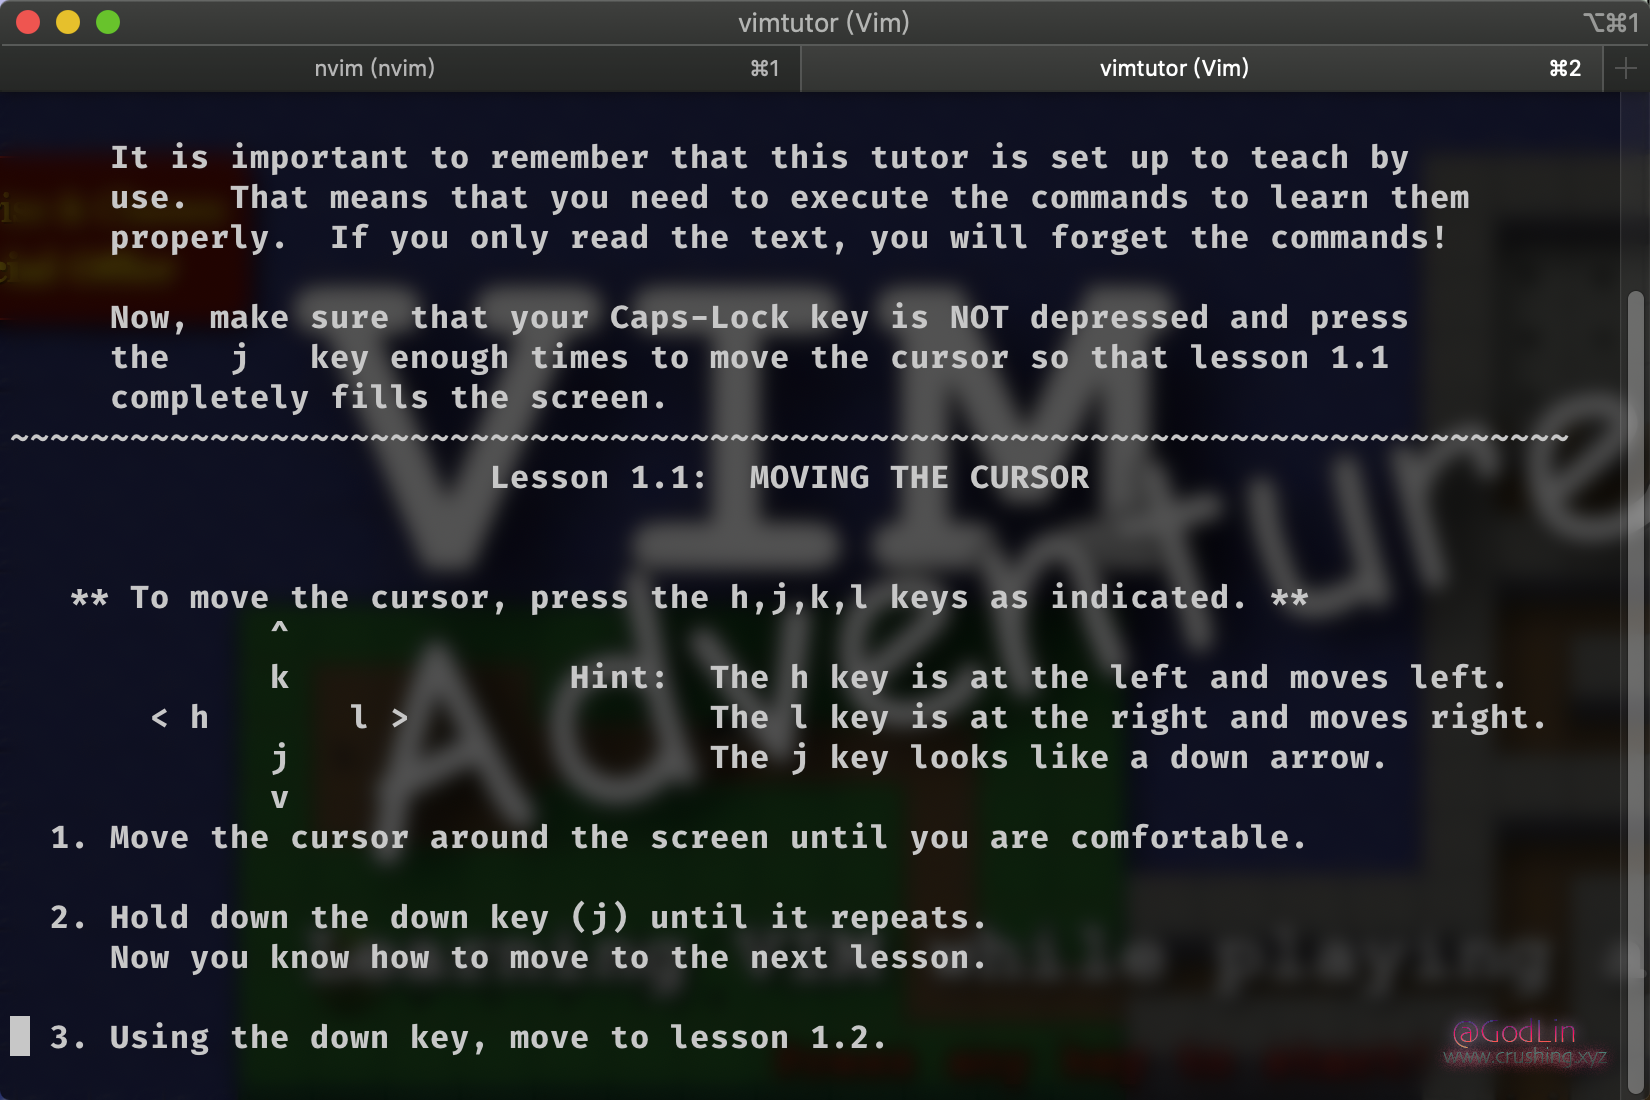 vimtutor (Vim)
⌥⌘1
nvim (nvim) ⌘1
vimtutor (Vim) ⌘2 +
It is important to remember that this tutor is set up to teach by
use.  That means that you need to execute the commands to learn them
properly.  If you only read the text, you will forget the commands!
Now, make sure that your Caps-Lock key is NOT depressed and press
the   j   key enough times to move the cursor so that lesson 1.1
completely fills the screen.
~~~~~~~~~~~~~~~~~~~~~~~~~~~~~~~~~~~~~~~~~~~~~~~~~~~~~~~~~~~~~~~~~~~~~~~~~~~~~~
Lesson 1.1:  MOVING THE CURSOR
** To move the cursor, press the h,j,k,l keys as indicated. **
^
k              Hint:  The h key is at the left and moves left.
< h       l >               The l key is at the right and moves right.
j                     The j key looks like a down arrow.
v
1. Move the cursor around the screen until you are comfortable.
2. Hold down the down key (j) until it repeats.
Now you know how to move to the next lesson.
3. Using the down key, move to lesson 1.2.
VIM
Adventure
while playing a
@GodLin
www.crushing.xyz